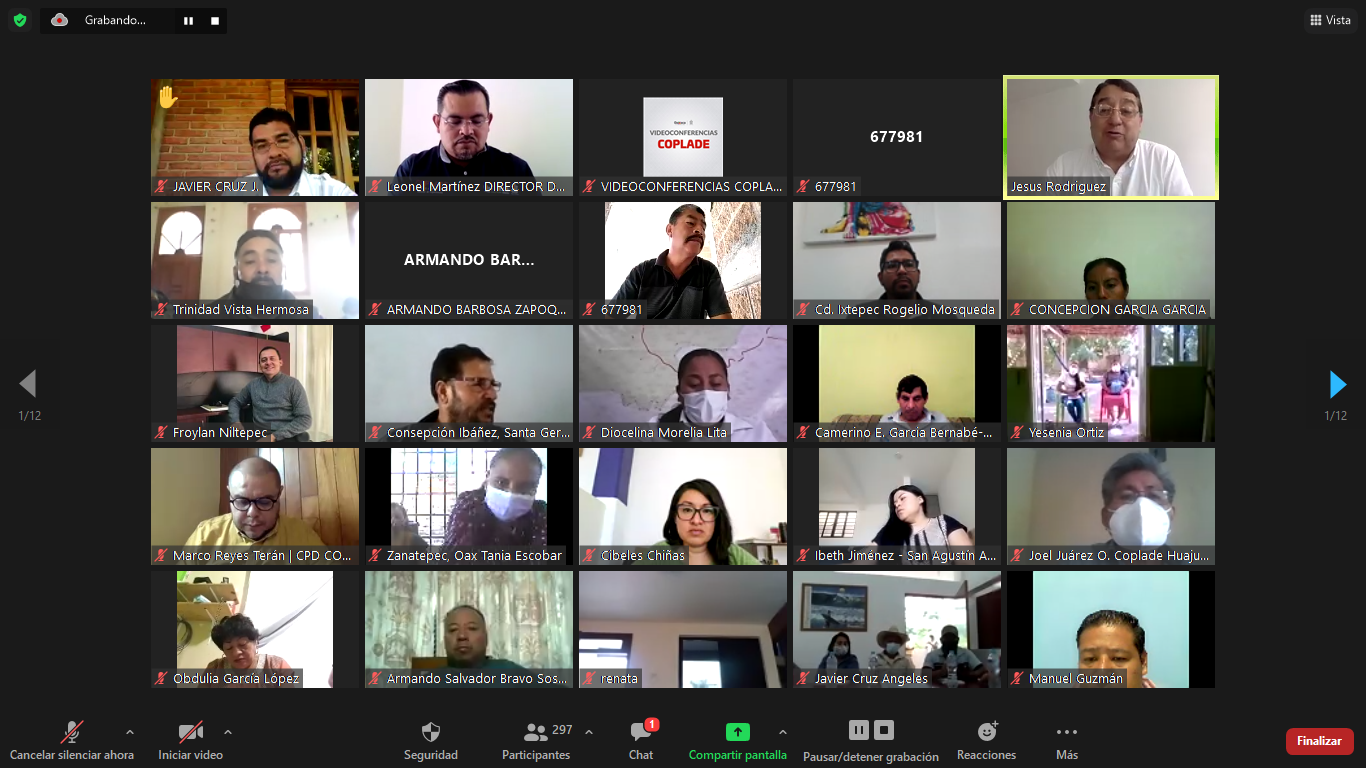 Grabando...
Vista
JAVIER CRUZ J.
Leonel Martínez DIRECTOR D...
VIDEOCONFERENCIAS
COPLADE
VIDEOCONFERENCIAS COPLA...
677981
677981
Jesus Rodriguez
Trinidad Vista Hermosa
ARMANDO BAR...
ARMANDO BARBOSA ZAPOQ...
677981
Cd. Ixtepec Rogelio Mosqueda
CONCEPCION GARCIA GARCIA
Froylan Niltepec
Consepción Ibáñez, Santa Ger...
Diocelina Morelia Lita
Camerino E. García Bernabé-...
Yesenia Ortiz
1/12
1/12
Marco Reyes Terán | CPD CO...
Zanatepec, Oax Tania Escobar
Cibeles Chiñas
Ibeth Jiménez - San Agustín A...
Joel Juárez O. Coplade Huaju...
Obdulia García López
Armando Salvador Bravo Sos...
renata
Javier Cruz Angeles
Manuel Guzmán
Cancelar silenciar ahora
Iniciar video
Seguridad
297
Participantes
1
Chat
Compartir pantalla
Pausar/detener grabación
Reacciones
Más
Finalizar